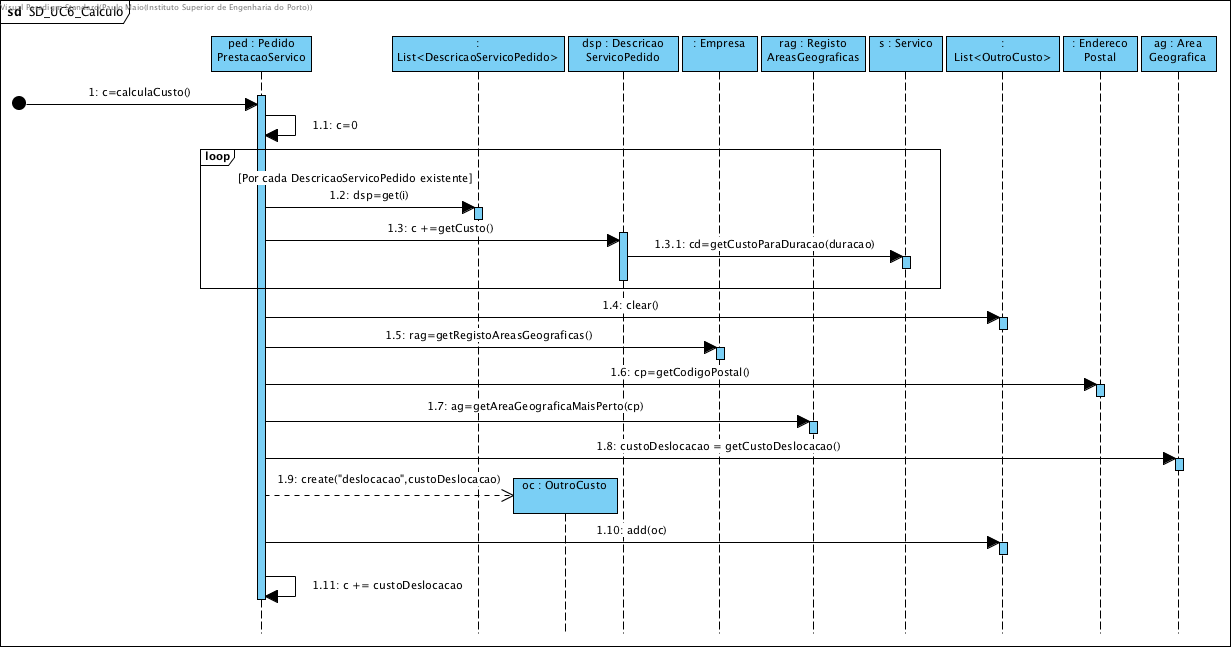 Visual Paradigm Standard(Paulo Maio(Instituto Superior de Engenharia do Porto))
sd SD_UC6_Calculo
ped : Pedido
PrestacaoServico
:
List<DescricaoServicoPedido>
dsp : Descricao
ServicoPedido
: Empresa
rag : Registo
AreasGeograficas
s : Servico
:
List<OutroCusto>
: Endereco
Postal
ag : Area
Geografica
1: c=calculaCusto()
1.1: c=0
loop
[Por cada DescricaoServicoPedido existente]
1.2: dsp=get(i)
1.3: c +=getCusto()
1.3.1: cd=getCustoParaDuracao(duracao)
1.4: clear()
1.5: rag=getRegistoAreasGeograficas()
1.6: cp=getCodigoPostal()
1.7: ag=getAreaGeograficaMaisPerto(cp)
1.8: custoDeslocacao = getCustoDeslocacao()
1.9: create("deslocacao",custoDeslocacao)
oc : OutroCusto
1.10: add(oc)
1.11: c += custoDeslocacao